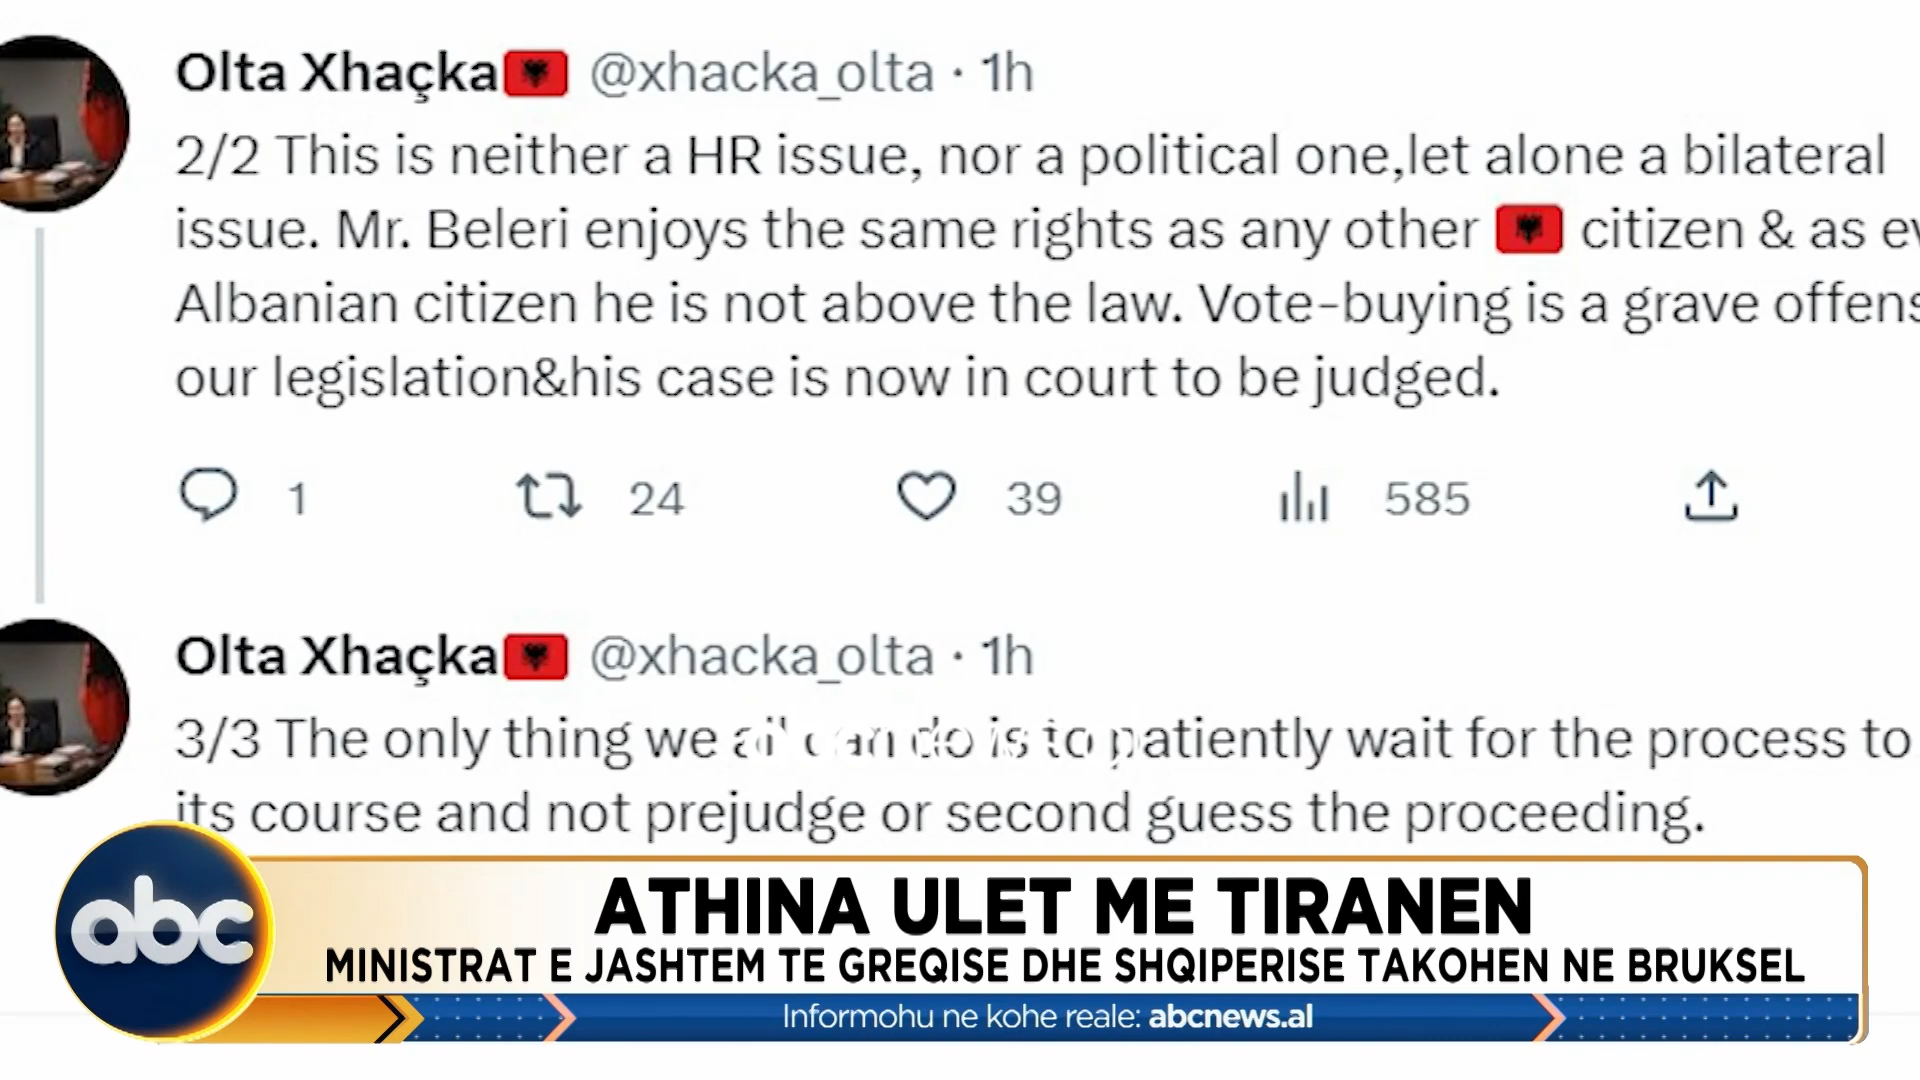 Olta Xhaçka🇦🇱 @xhacka_olta · 1h
2/2 This is neither a HR issue, nor a political one,let alone a bilateral
issue. Mr. Beleri enjoys the same rights as any other 🇦🇱 citizen & as
Albanian citizen he is not above the law. Vote-buying is a grave
our legislation&his case is now in court to be judged.
1 24 39 585
Olta Xhaçka🇦🇱 @xhacka_olta · 1h
3/3 The only thing we all can do is to patiently wait for the process to
its course and not prejudge or second guess the proceeding.
abc
ATHINA ULET ME TIRANEN
MINISTRAT E JASHTEM TE GREQISE DHE SHQIPERISE TAKOHEN NE BRUKSEL
Informohu ne kohe reale: abcnews.al